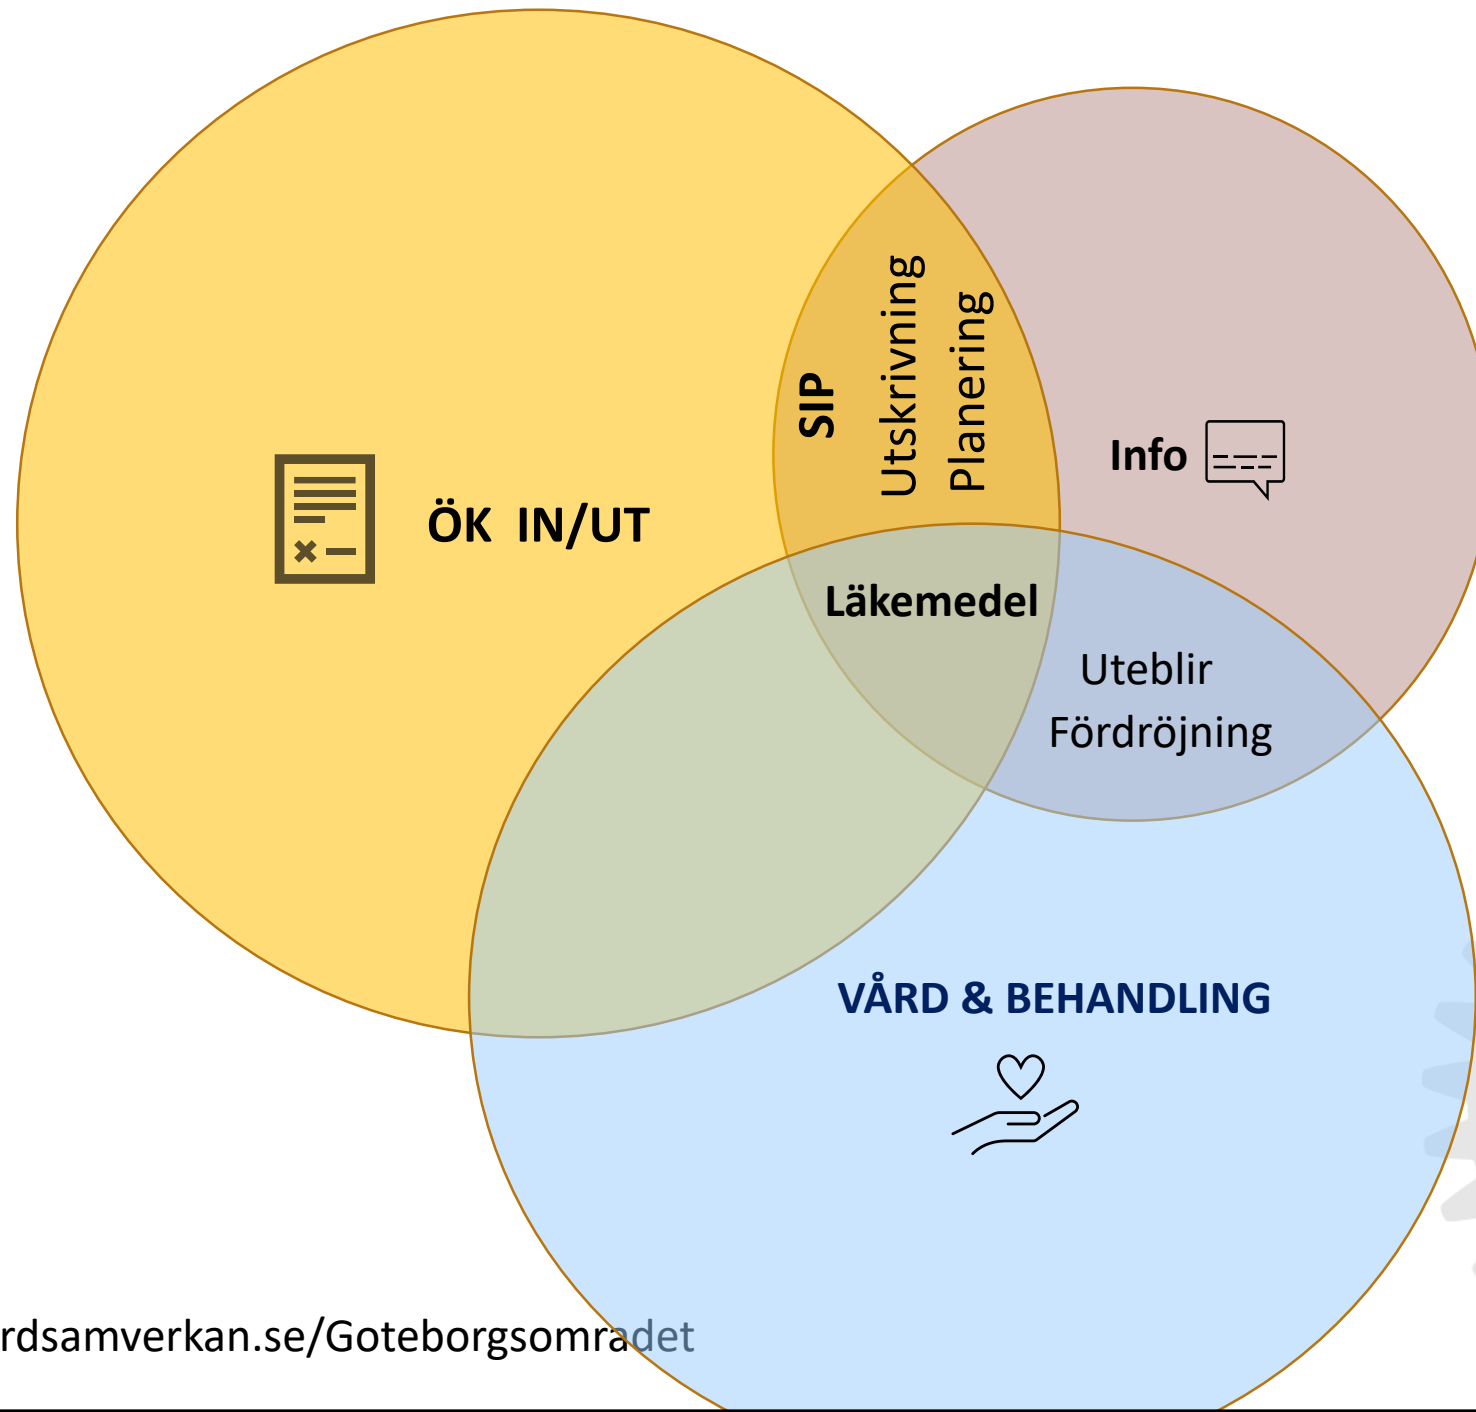 SIP
Utskrivning
Planering
Info
ÖK IN/UT
Läkemedel
Uteblir
Fördröjning
VÅRD & BEHANDLING
rdsamverkan.se/Goteborgsomradet